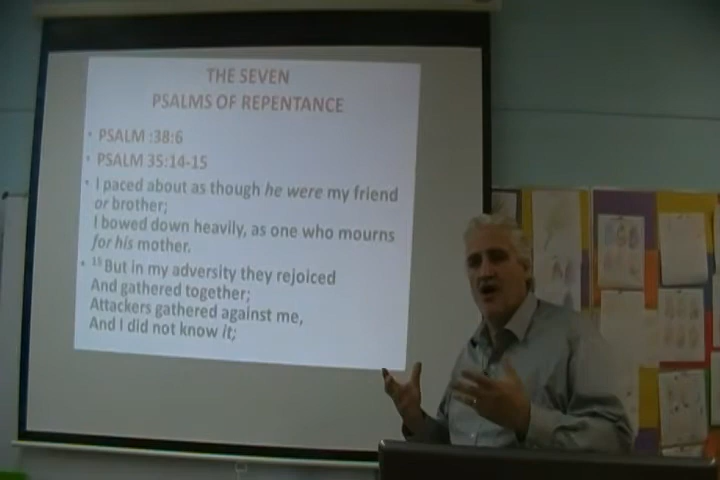 THE SEVEN
PSALMS OF REPENTANCE
• PSALM :38:6
• PSALM 35:14-15
• I paced about as though he were my friend
or brother;
I bowed down heavily, as one who mourns
for his mother.
• 15 But in my adversity they rejoiced
And gathered together;
Attackers gathered against me,
And I did not know it;